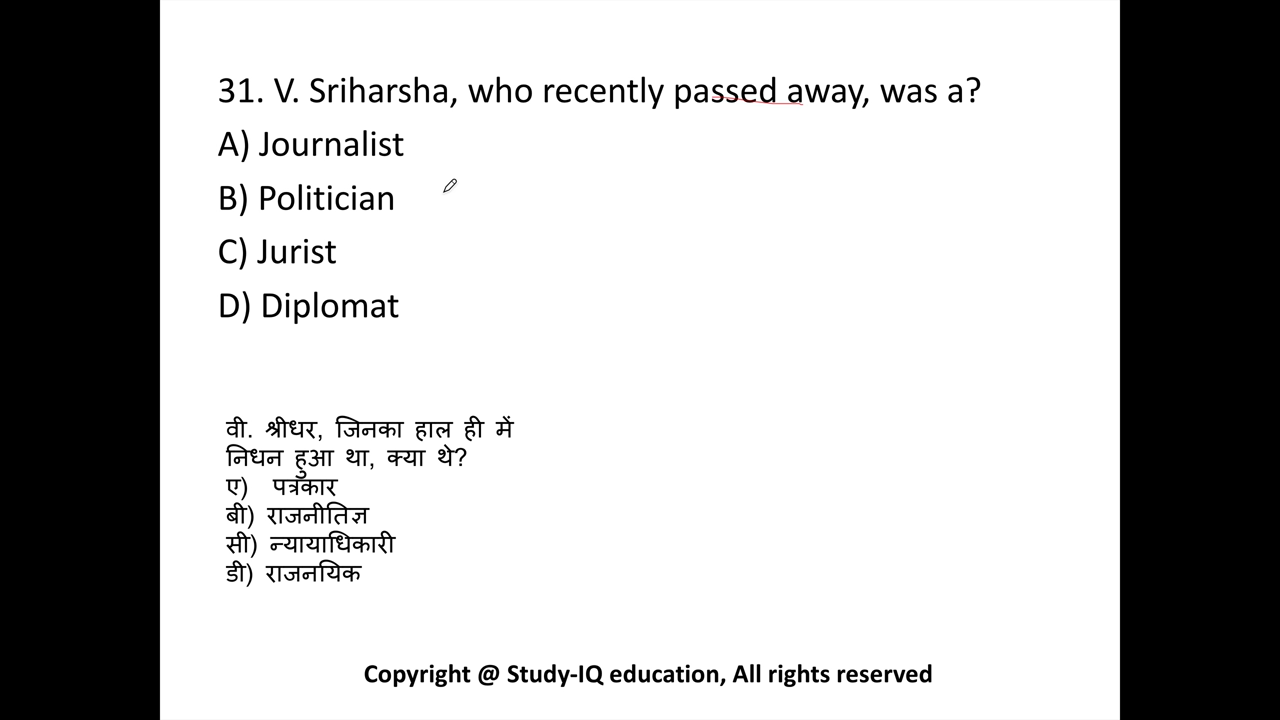 31. V. Sriharsha, who recently passed away, was a?
A) Journalist
B) Politician
C) Jurist
D) Diplomat
वी. श्रीधर, जिनका हाल ही में
निधन हुआ था, क्या थे?
ए) पत्रकार
बी) राजनीतिज्ञ
सी) न्यायाधिकारी
डी) राजनयिक
Copyright @ Study-IQ education, All rights reserved